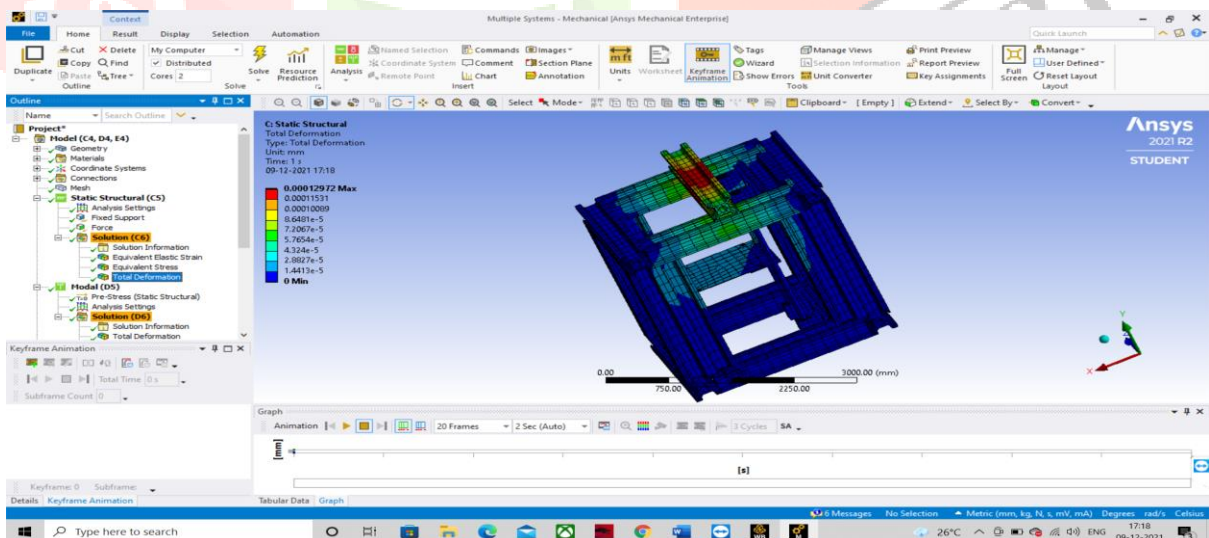 Context
Multiple Systems - Mechanical [Ansys Mechanical Enterprise]
File Home Result Display Selection Automation
Quick Launch
Duplicate
Cut
Copy
Paste
Delete
Find
Tree
Outline
My Computer
Distributed
Cores 2
Solve
Resource Prediction
Solve
Analysis
Named Selection
Coordinate System
Remote Point
Commands
Comment
Chart
Images
Section Plane
Annotation
Insert
Units
Worksheet
Keyframe Animation
Tags
Wizard
Show Errors
Manage Views
Selection Information
Unit Converter
Print Preview
Report Preview
Key Assignments
Tools
Full Screen
Manage
User Defined
Reset Layout
Layout
Outline
Select Mode
Clipboard [ Empty ] Extend Select By Convert
Name Search Outline
Project*
Model (C4, D4, E4)
Geometry
Materials
Coordinate Systems
Connections
Mesh
Static Structural (C5)
Analysis Settings
Fixed Support
Force
Solution (C6)
Solution Information
Equivalent Elastic Strain
Equivalent Stress
Total Deformation
Modal (D5)
Pre-Stress (Static Structural)
Analysis Settings
Solution (D6)
Solution Information
Total Deformation
C: Static Structural
Total Deformation
Type: Total Deformation
Unit: mm
Time: 1 s
09-12-2021 17:18
0.00012972 Max
0.00011531
0.00010089
8.6481e-5
7.2067e-5
5.7654e-5
4.324e-5
2.8827e-5
1.4413e-5
0 Min
Ansys
2021 R2
STUDENT
Y
X
0.00
3000.00 (mm)
750.00
2250.00
Keyframe Animation
Total Time 0 s
Subframe Count 0
Keyframe: 0 Subframe:
Details Keyframe Animation
Graph
Animation 20 Frames 2 Sec (Auto) 3 Cycles SA
[mm]
[s]
Tabular Data Graph
6 Messages No Selection Metric (mm, kg, N, s, mV, mA) Degrees rad/s Celsius
Type here to search
26°C ENG
17:18
09-12-2021